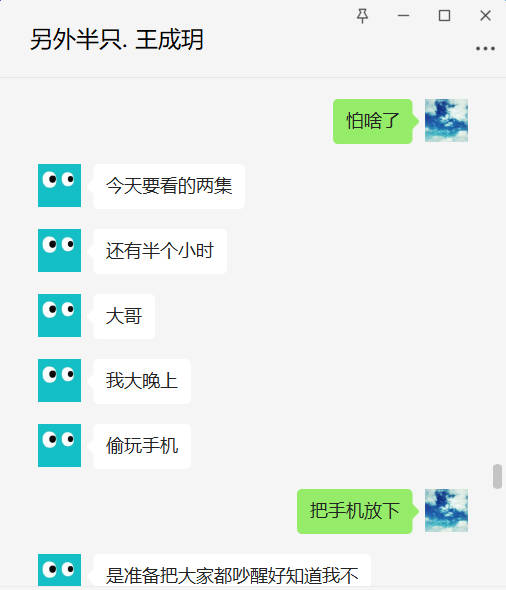 另外半只. 王成玥
怕啥了
今天要看的两集
还有半个小时
大哥
我大晚上
偷玩手机
把手机放下
是准备把大家都吵醒好知道我不